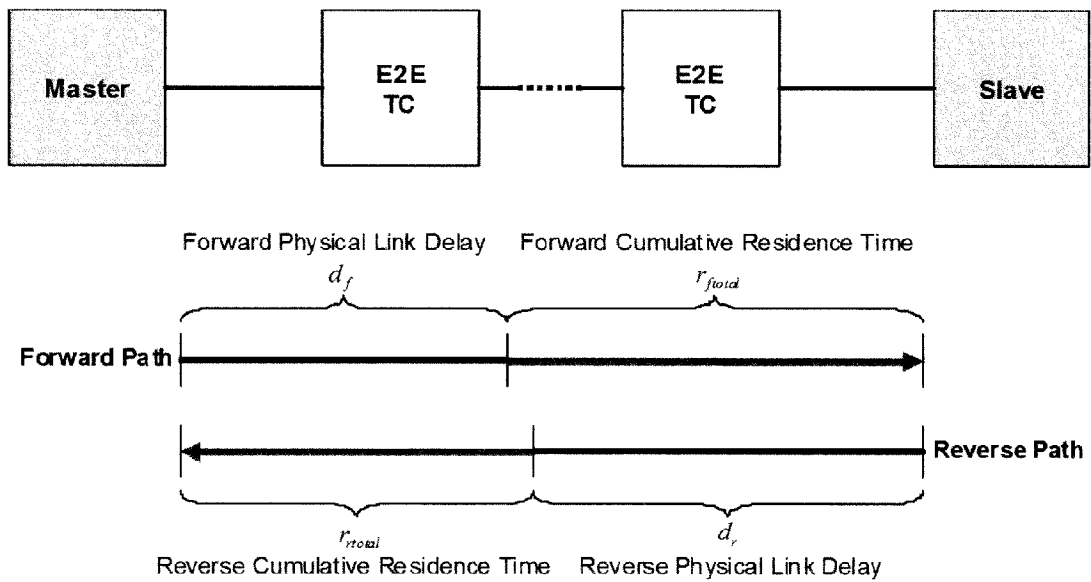 Master
E2E
TC
E2E
TC
Slave
Forward Physical Link Delay
Forward Cumulative Residence Time
d_f
r_ftotal
Forward Path
Reverse Path
r_rtotal
d_r
Reverse Cumulative Residence Time
Reverse Physical Link Delay